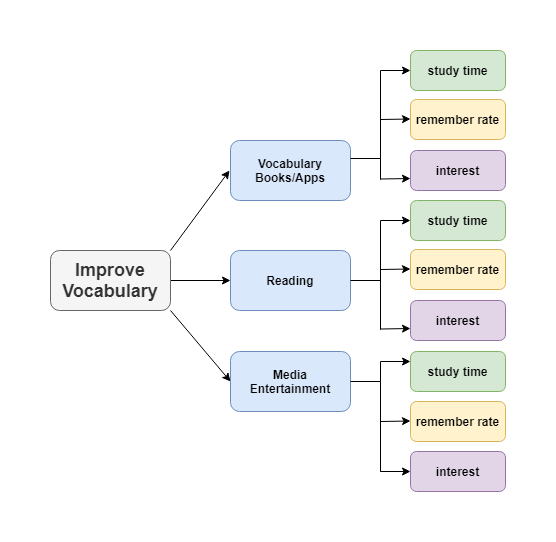 Improve
Vocabulary
Vocabulary
Books/Apps
study time
remember rate
interest
Reading
study time
remember rate
interest
Media
Entertainment
study time
remember rate
interest